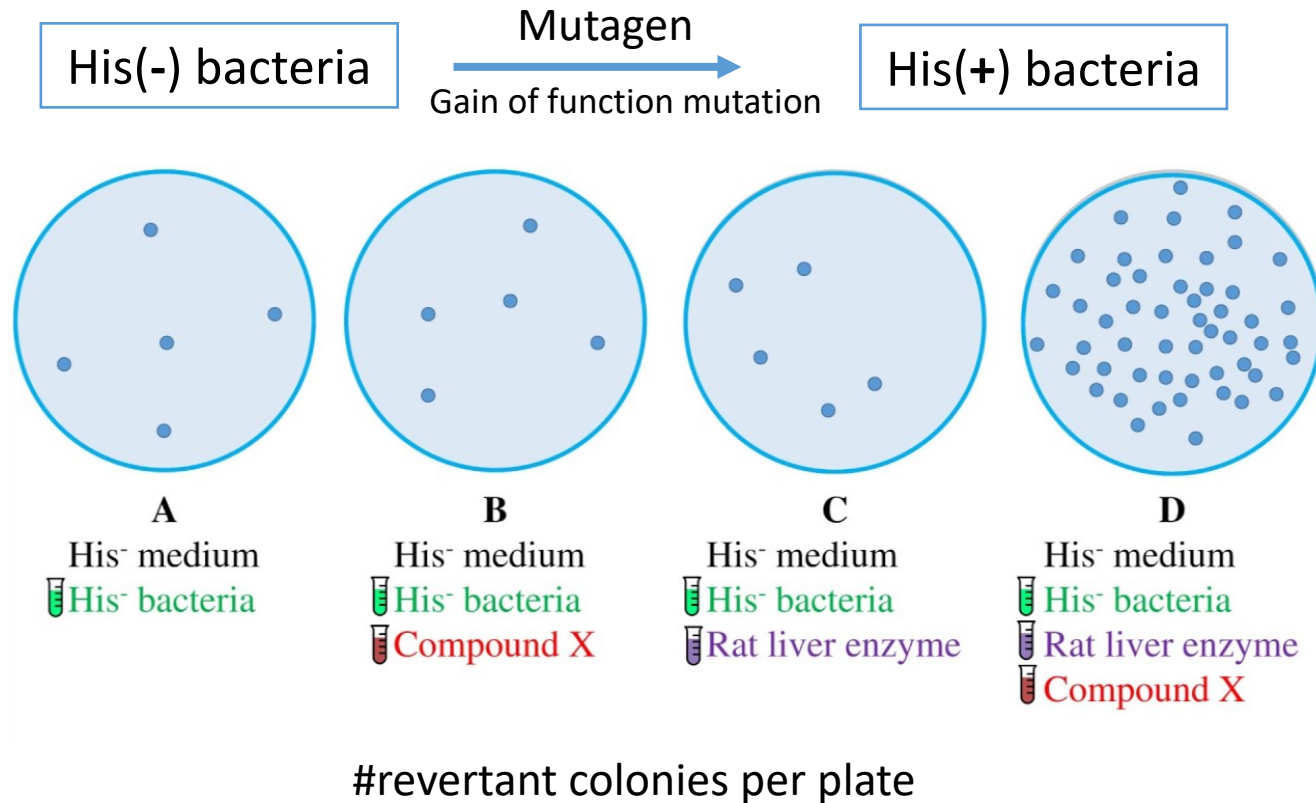 His(-) bacteria
Mutagen
Gain of function mutation
His(+) bacteria
A
His⁻ medium
His⁻ bacteria
B
His⁻ medium
His⁻ bacteria
Compound X
C
His⁻ medium
His⁻ bacteria
Rat liver enzyme
D
His⁻ medium
His⁻ bacteria
Rat liver enzyme
Compound X
#revertant colonies per plate